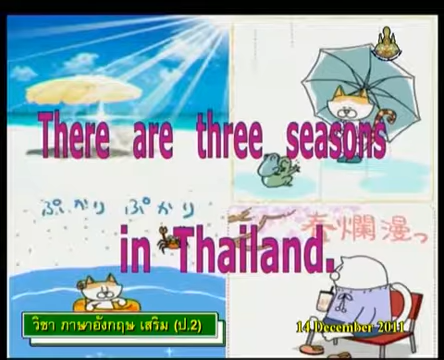 There are three seasons
ぷかり ぷかり
春爛漫っ
in Thailand.
วิชา ภาษาอังกฤษ เสริม (ป.2)
14 December 2011